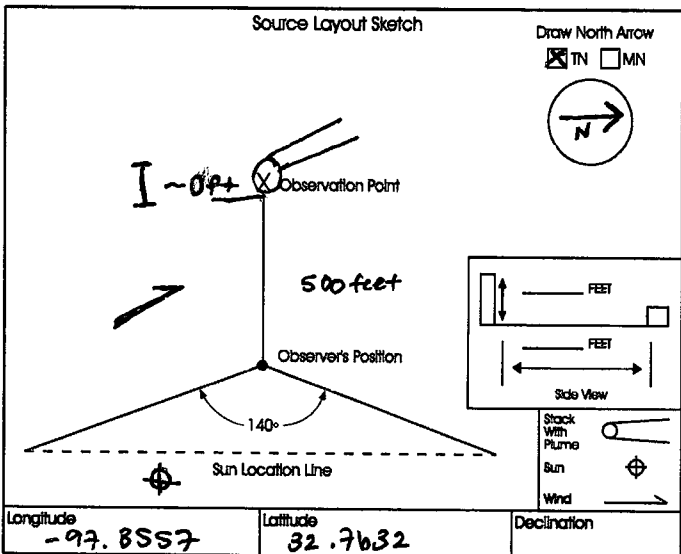 Source Layout Sketch
Draw North Arrow
TN MN
N
I ~0ft
X Observation Point
500 feet
FEET
FEET
Side View
Observer's Position
140°
Sun Location Line
Stack With Plume
Sun
Wind
Longitude
-97.8557
Latitude
32.7632
Declination